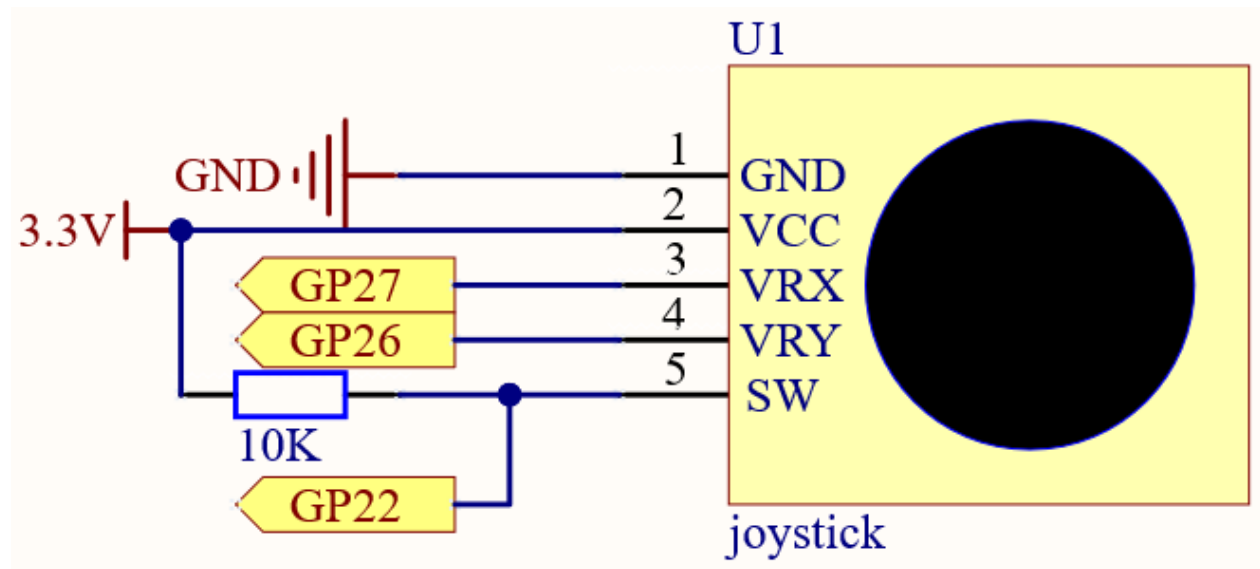 U1
1
GND GND
2
3.3V VCC
3
GP27 VRX
4
GP26 VRY
5
SW
10K
GP22
joystick